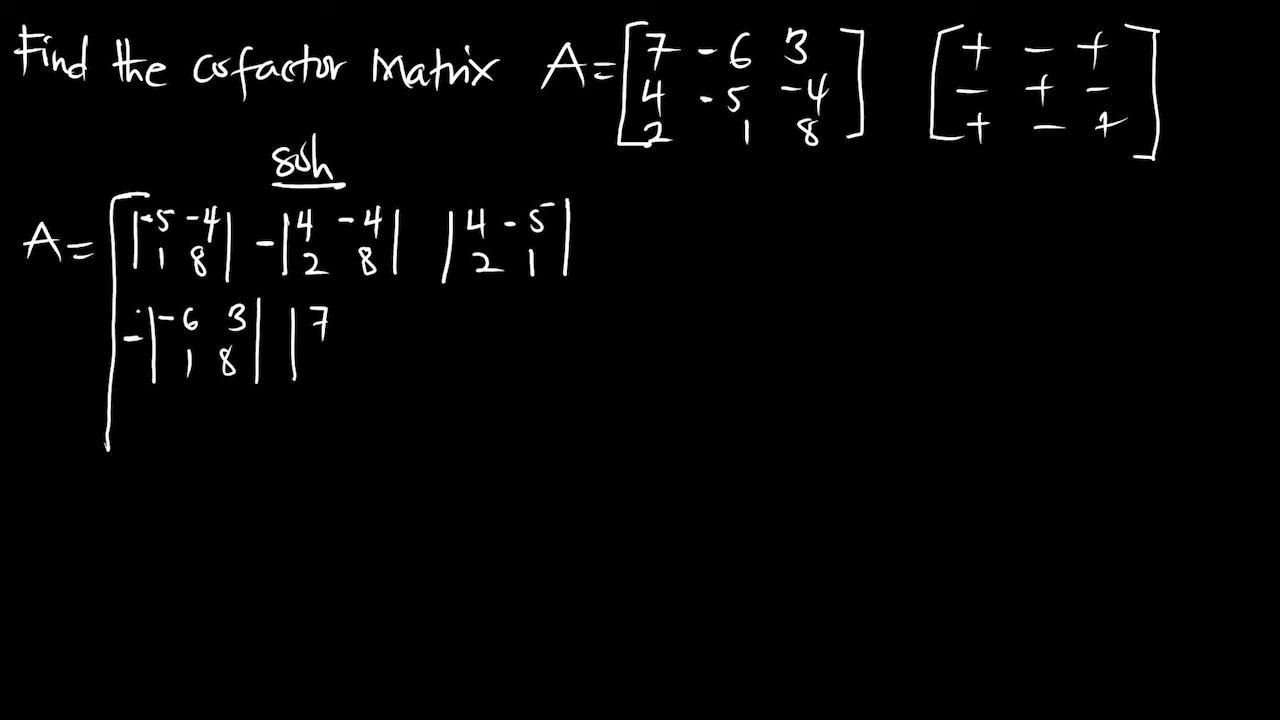 Find the cofactor matrix A = [7 -6 3] [+ - +]
[4 -5 -4] [- + -]
[2 1 8] [+ - +]
soln
A = [|-5 -4| -|4 -4| |4 -5|
|1 8| |2 8| |2 1|
-|-6 3| |7
|1 8| |